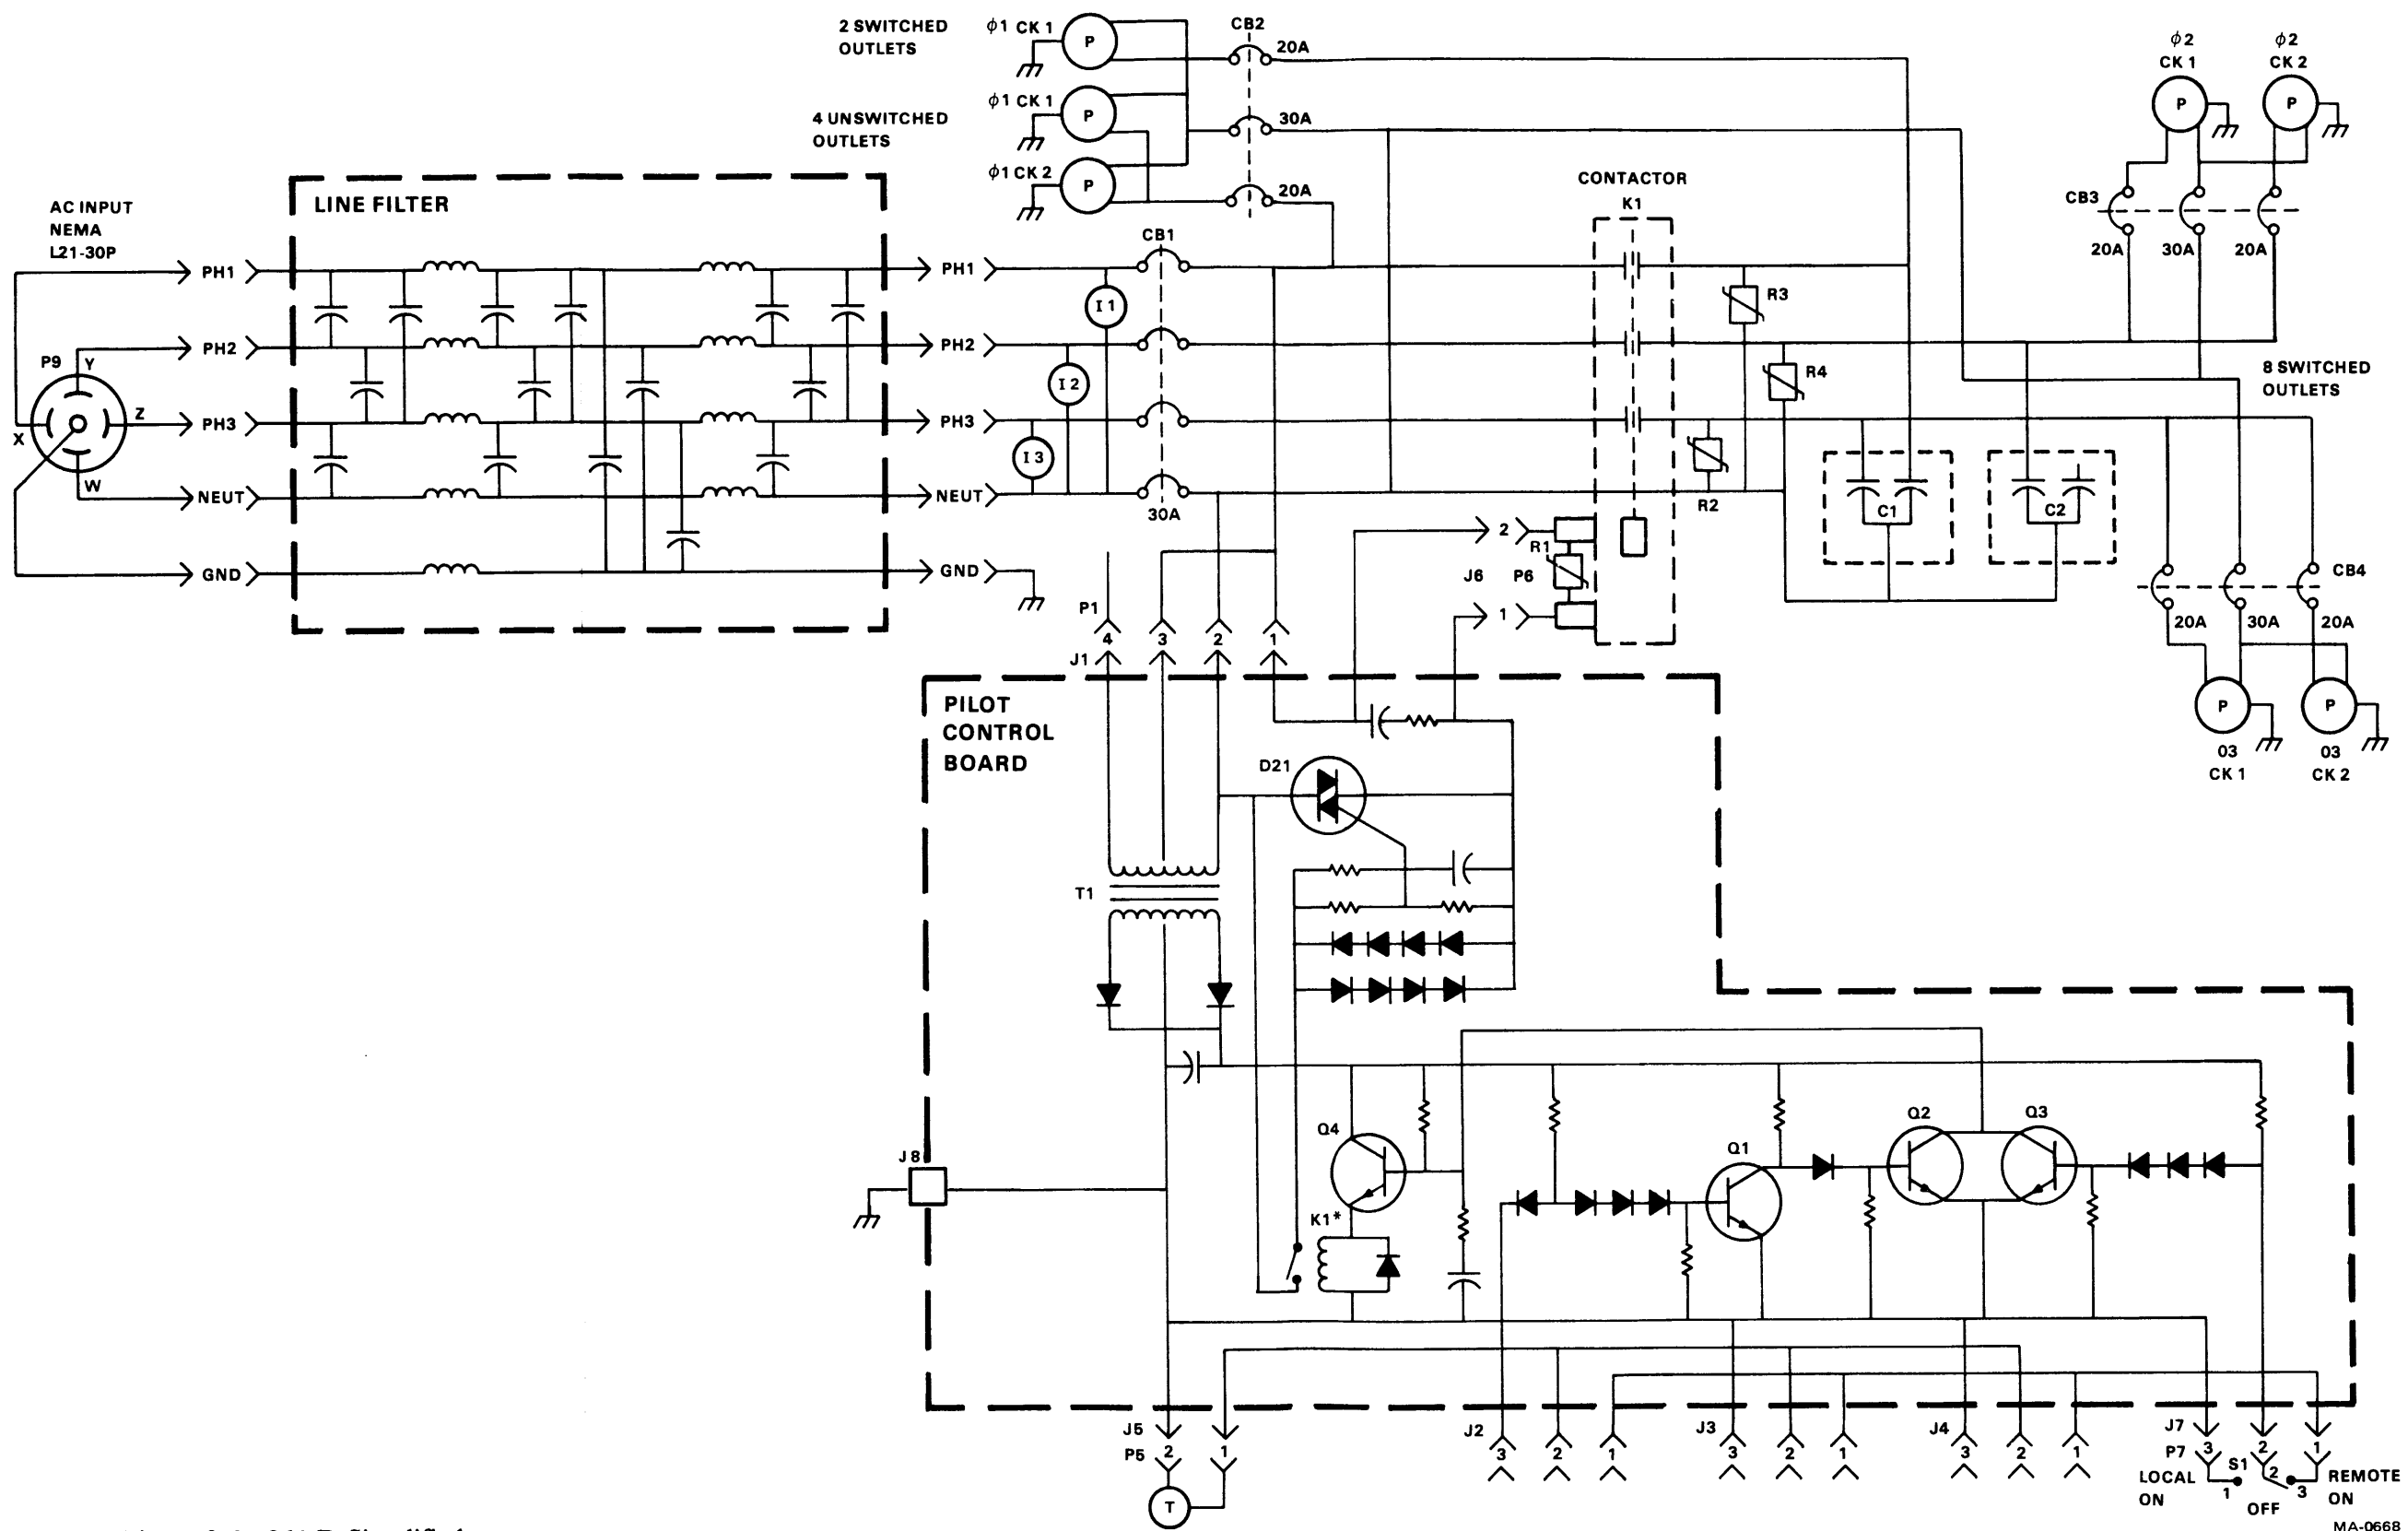 2 SWITCHED
OUTLETS
ϕ1 CK 1
P
CB2
20A
4 UNSWITCHED
OUTLETS
ϕ1 CK 1
P
30A
ϕ1 CK 2
P
20A
ϕ2
CK 1
ϕ2
CK 2
P
P
CB3
20A
30A
20A
8 SWITCHED
OUTLETS
AC INPUT
NEMA
L21-30P
P9
Y
Z
X
W
PH1
PH2
PH3
NEUT
GND
LINE FILTER
PH1
PH2
PH3
NEUT
GND
I 1
I 2
I 3
CB1
30A
CONTACTOR
K1
R3
R4
R2
C1
C2
2
R1
J6
P6
1
CB4
20A
30A
20A
P
P
03
CK 1
03
CK 2
P1
4
3
2
1
J1
PILOT
CONTROL
BOARD
D21
T1
J8
Q4
K1*
Q1
Q2
Q3
J5
P5
2
1
T
J2
3
2
1
J3
3
2
1
J4
3
2
1
J7
P7
3
2
1
LOCAL
ON
S1
1
2
3
OFF
REMOTE
ON
MA-0668